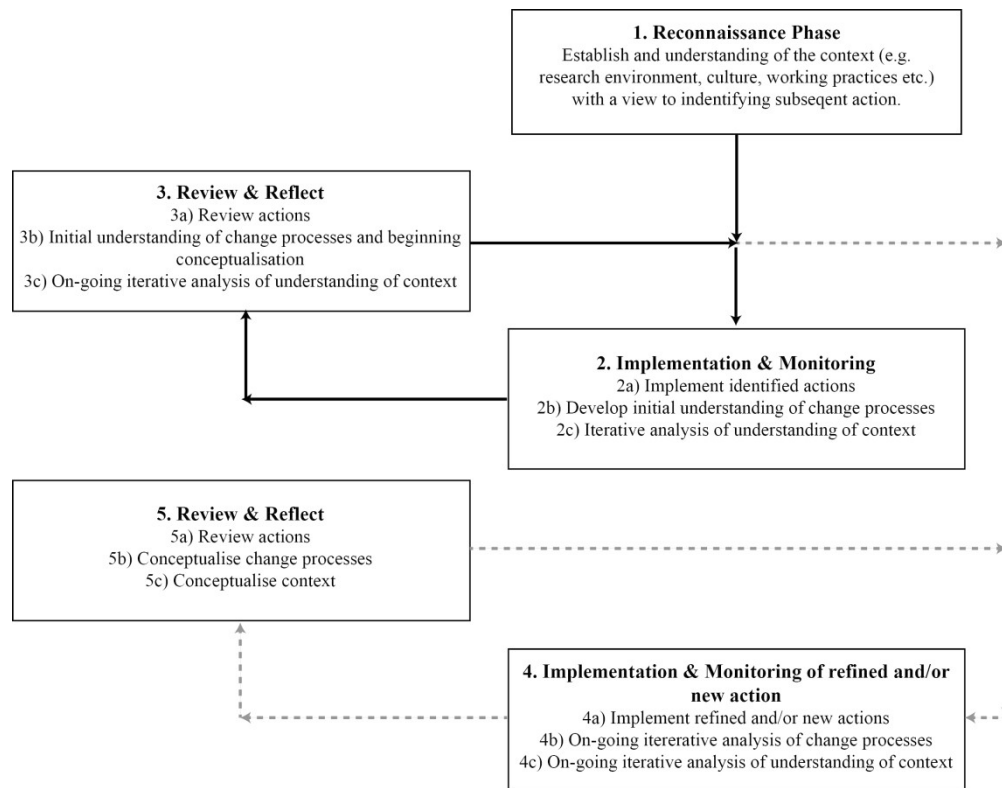 1. Reconnaissance Phase
Establish and understanding of the context (e.g.
research environment, culture, working practices etc.)
with a view to indentifying subseqent action.
3. Review & Reflect
3a) Review actions
3b) Initial understanding of change processes and beginning
conceptualisation
3c) On-going iterative analysis of understanding of context
2. Implementation & Monitoring
2a) Implement identified actions
2b) Develop initial understanding of change processes
2c) Iterative analysis of understanding of context
5. Review & Reflect
5a) Review actions
5b) Conceptualise change processes
5c) Conceptualise context
4. Implementation & Monitoring of refined and/or
new action
4a) Implement refined and/or new actions
4b) On-going itererative analysis of change processes
4c) On-going iterative analysis of understanding of context